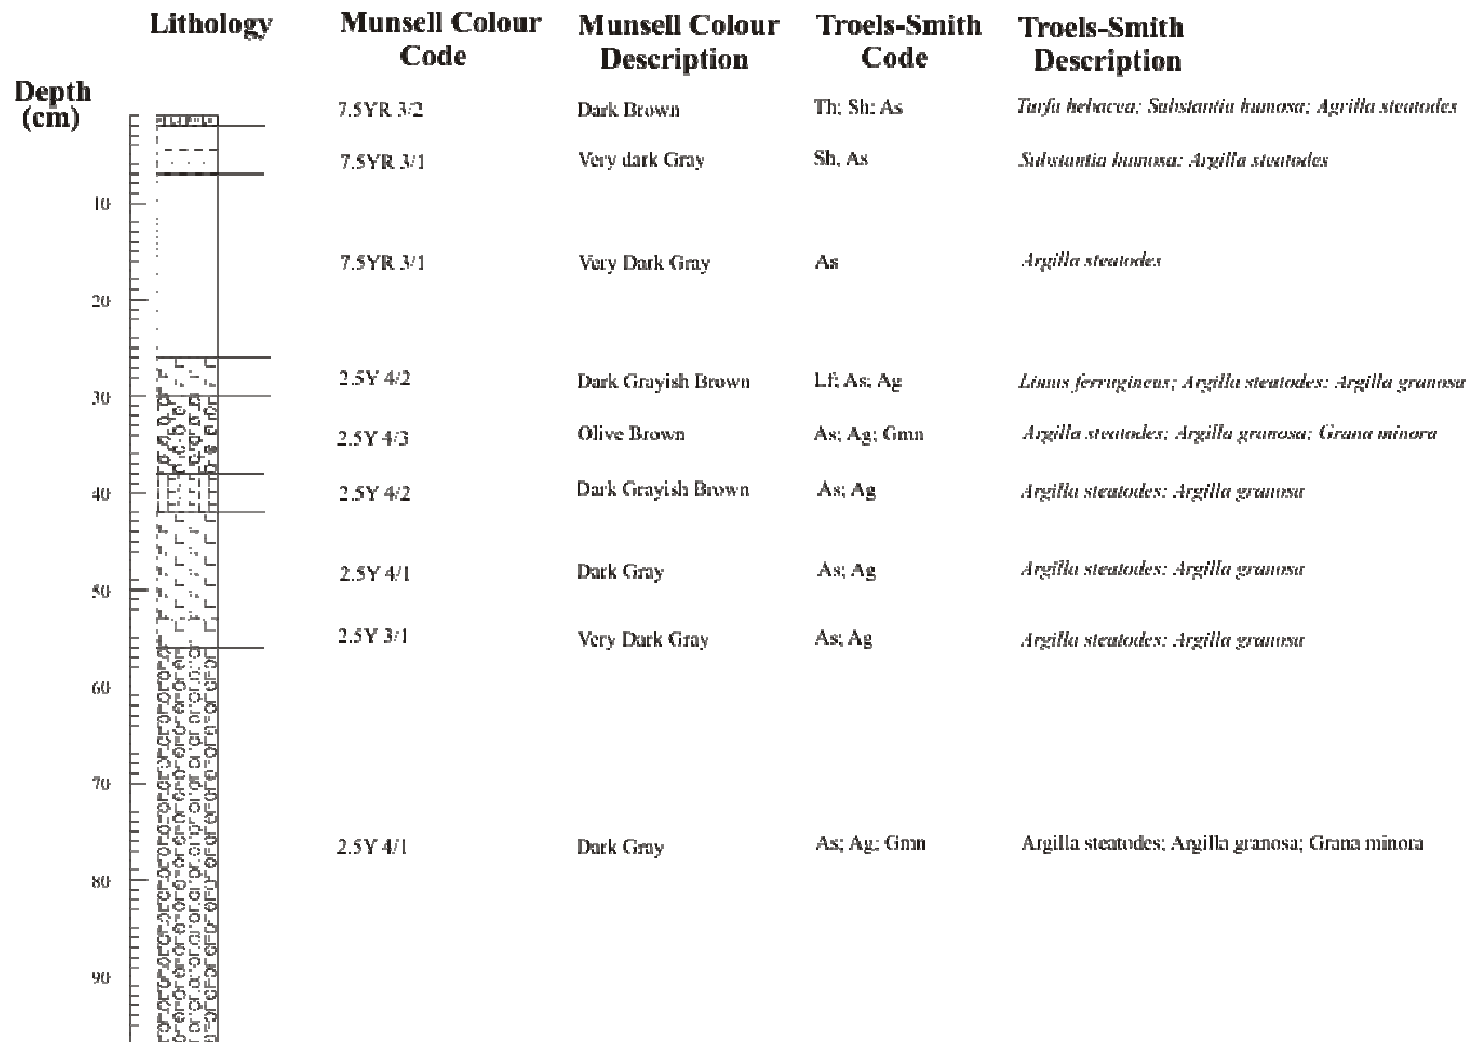 Lithology Munsell Colour Code Munsell Colour Description Troels-Smith Code Troels-Smith Description
Depth (cm)
7.5YR 3/2 Dark Brown Th; Sh; As Turfa hebacea; Substantia humosa; Agrilla steatodes
7.5YR 3/1 Very dark Gray Sh, As Substantia humosa; Argilla steatodes
10
7.5YR 3/1 Very Dark Gray As Argilla steatodes
20
2.5Y 4/2 Dark Grayish Brown Lf; As; Ag Limus ferrugineus; Argilla steatodes; Argilla granosa
30
2.5Y 4/3 Olive Brown As; Ag; Gmn Argilla steatodes; Argilla granosa; Grana minora
40 2.5Y 4/2 Dark Grayish Brown As; Ag Argilla steatodes; Argilla granosa
2.5Y 4/1 Dark Gray As; Ag Argilla steatodes; Argilla granosa
50
2.5Y 3/1 Very Dark Gray As; Ag Argilla steatodes; Argilla granosa
60
70
2.5Y 4/1 Dark Gray As; Ag; Gmn Argilla steatodes; Argilla granosa; Grana minora
80
90